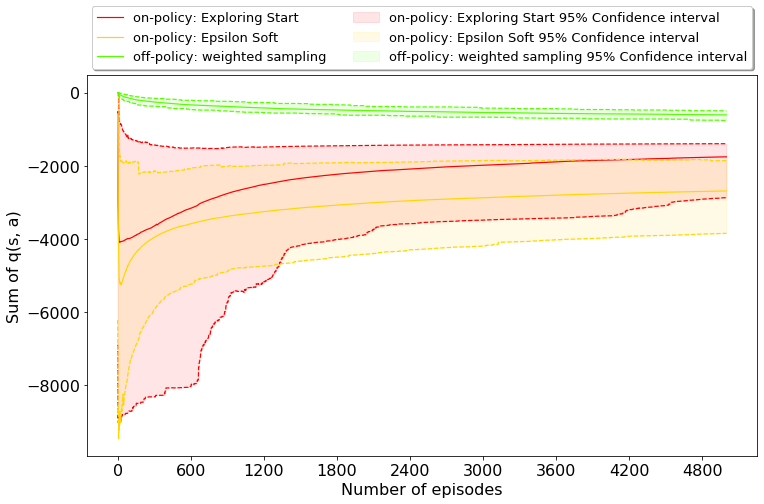 on-policy: Exploring Start
on-policy: Epsilon Soft
off-policy: weighted sampling
on-policy: Exploring Start 95% Confidence interval
on-policy: Epsilon Soft 95% Confidence interval
off-policy: weighted sampling 95% Confidence interval
Sum of q(s, a)
0
−2000
−4000
−6000
−8000
0 600 1200 1800 2400 3000 3600 4200 4800
Number of episodes